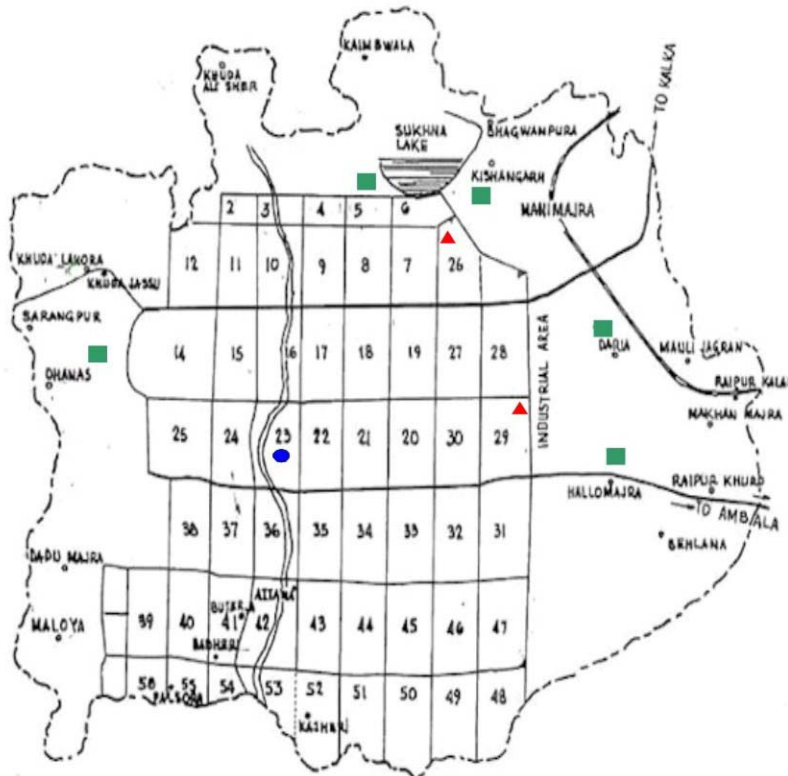 KAIMBWALA
KHUDA
ALI SHER
TO KALKA
SUKHNA
LAKE
BHAGWANPURA
KISHANGARH
MANIMAJRA
2 3 4 5 6
KHUDA LAHORA
KHUDA JASSU
12 11 10 9 8 7 26
SARANGPUR
DHANAS
14 15 16 17 18 19 27 28
INDUSTRIAL AREA
DARIA
MAULI JAGRAN
RAIPUR KALAN
MAKHAN MAJRA
25 24 23 22 21 20 30 29
HALLOMAJRA
RAIPUR KHURD
TO AMBALA
BEHLANA
38 37 36 35 34 33 32 31
DADU MAJRA
ATTAWA
BUTERLA
MALOYA
39 40 41 42 43 44 45 46 47
BADHERI
56 55 54 53 52 51 50 49 48
PALSORA
KAJHERI